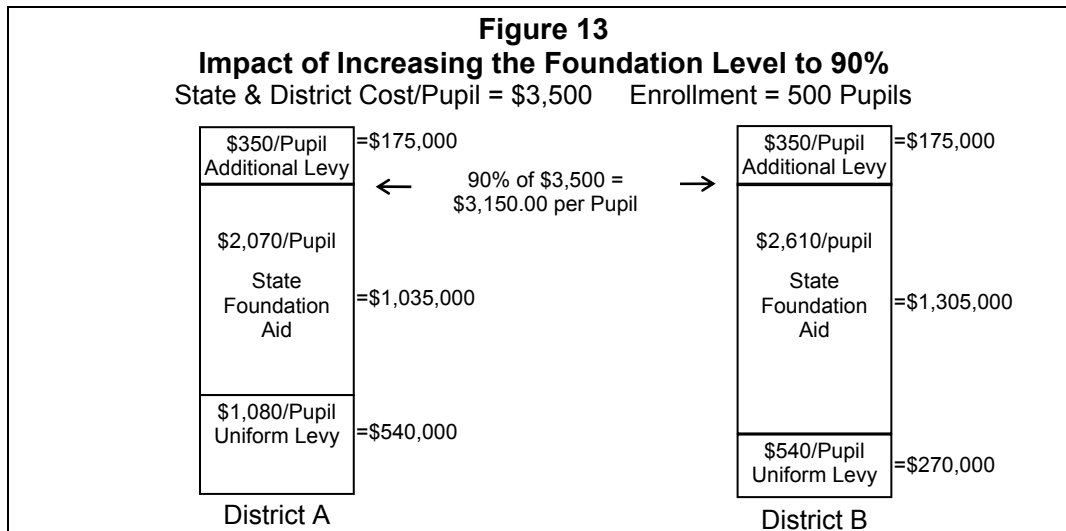 Figure 13
Impact of Increasing the Foundation Level to 90%
State & District Cost/Pupil = $3,500 Enrollment = 500 Pupils
$350/Pupil
Additional Levy
=$175,000
90% of $3,500 =
$3,150.00 per Pupil
$2,070/Pupil
State
Foundation
Aid
=$1,035,000
$1,080/Pupil
Uniform Levy
=$540,000
District A
$350/Pupil
Additional Levy
=$175,000
$2,610/pupil
State
Foundation
Aid
=$1,305,000
$540/Pupil
Uniform Levy
=$270,000
District B